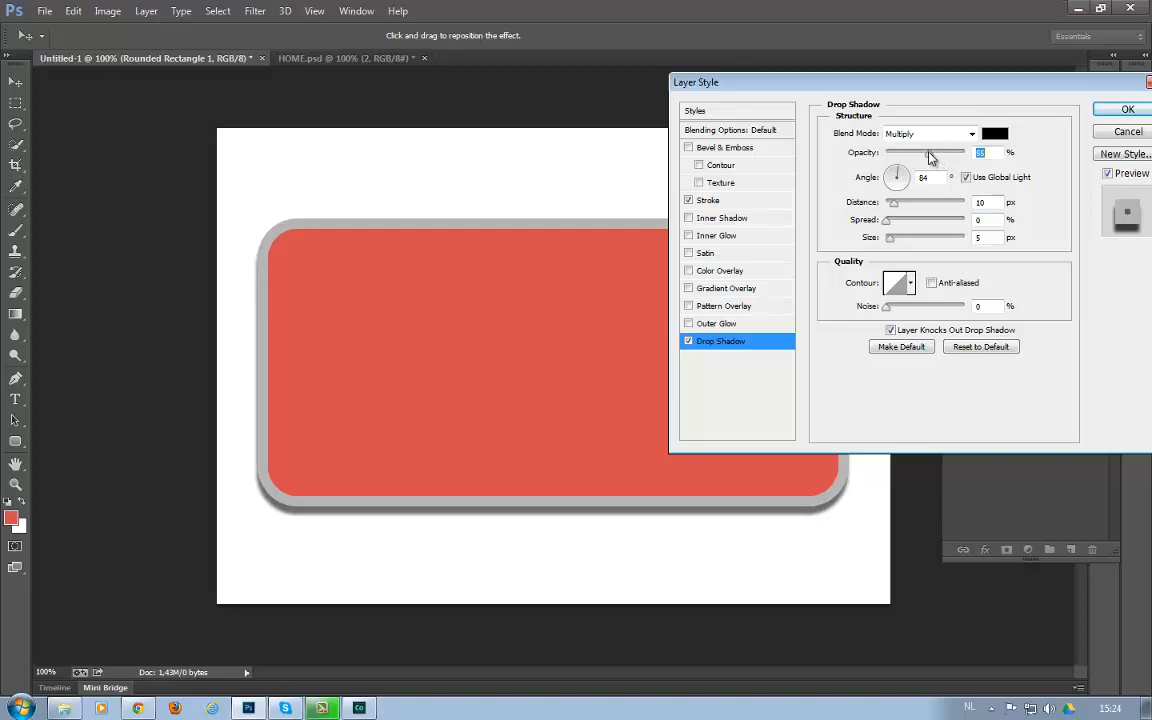 Ps File Edit Image Layer Type Select Filter 3D View Window Help
Click and drag to reposition the effect.
Essentials
Untitled-1 @ 100% (Rounded Rectangle 1, RGB/8) * ×
HOME.psd @ 100% (2, RGB/8#) * ×
Layer Style
Styles
Blending Options: Default
Bevel & Emboss
Contour
Texture
Stroke
Inner Shadow
Inner Glow
Satin
Color Overlay
Gradient Overlay
Pattern Overlay
Outer Glow
Drop Shadow
Drop Shadow
Structure
Blend Mode: Multiply
Opacity: 55 %
Angle: 84 ° Use Global Light
Distance: 10 px
Spread: 0 %
Size: 5 px
Quality
Contour: Anti-aliased
Noise: 0 %
Layer Knocks Out Drop Shadow
Make Default Reset to Default
OK
Cancel
New Style...
Preview
fx
100% Doc: 1,43M/0 bytes
Timeline Mini Bridge
Ps Co NL 15:24